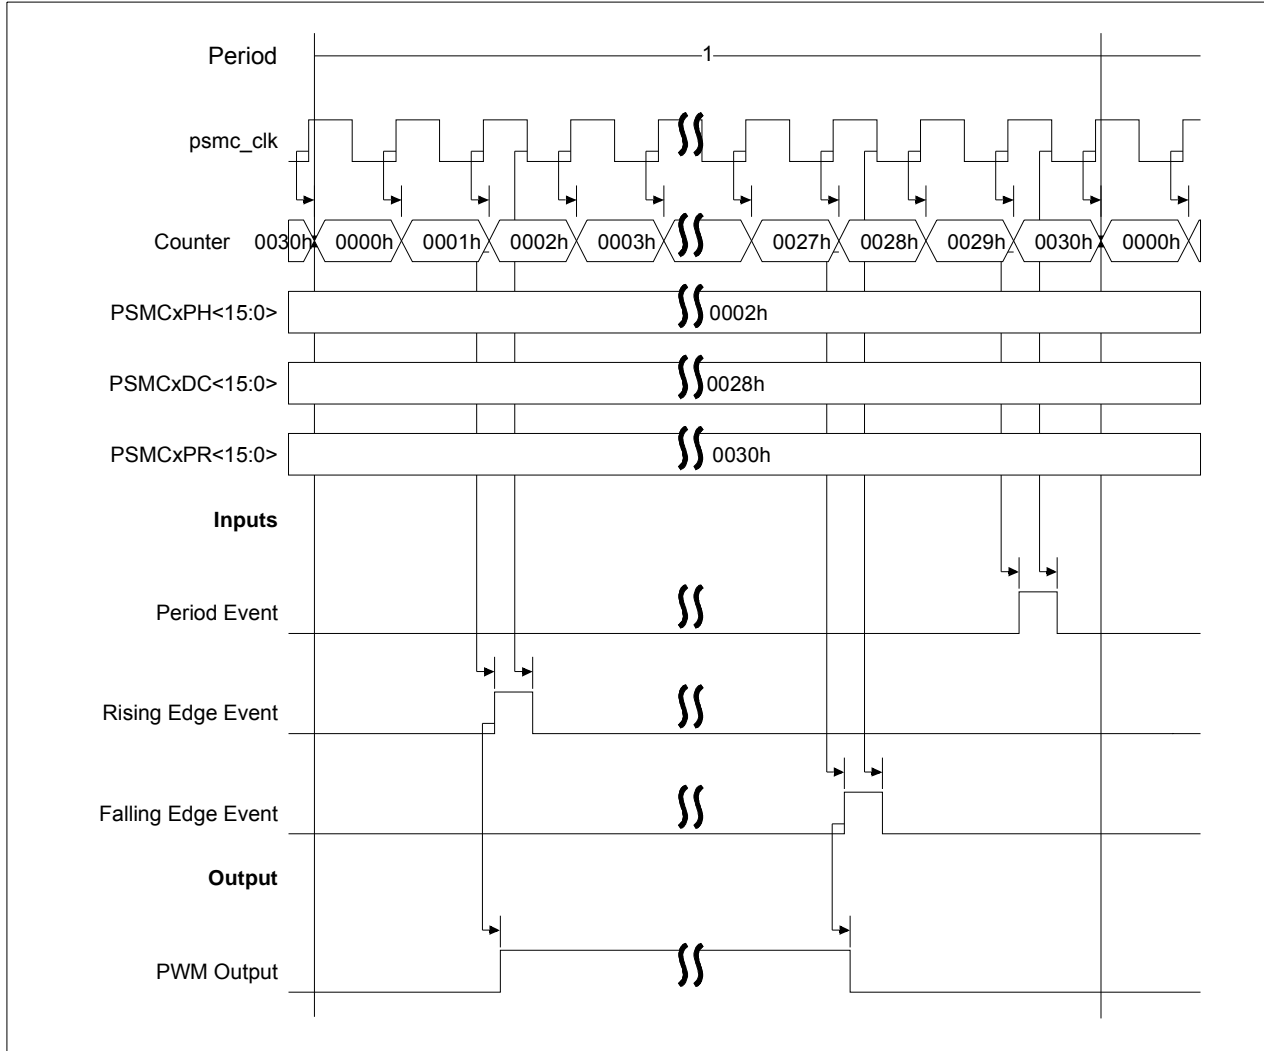 Period 1
psmc_clk
Counter 0030h 0000h 0001h 0002h 0003h 0027h 0028h 0029h 0030h 0000h
PSMCxPH<15:0> 0002h
PSMCxDC<15:0> 0028h
PSMCxPR<15:0> 0030h
Inputs
Period Event
Rising Edge Event
Falling Edge Event
Output
PWM Output